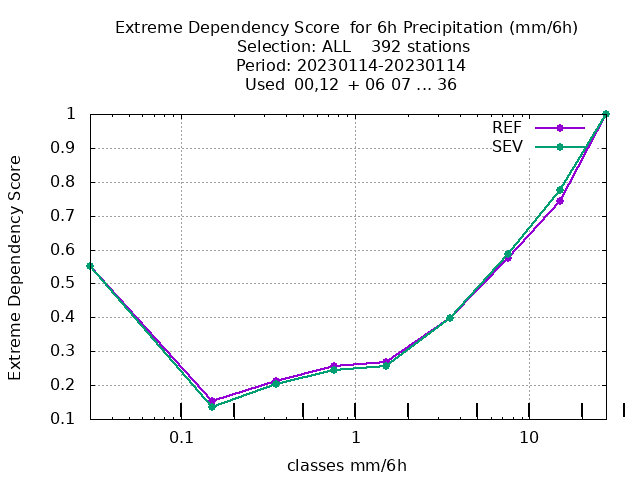 Extreme Dependency Score  for 6h Precipitation (mm/6h)
Selection: ALL    392 stations
Period: 20230114-20230114
Used  00,12  + 06 07 ... 36
REF
SEV
1
0.9
0.8
0.7
0.6
0.5
0.4
0.3
0.2
0.1
Extreme Dependency Score
0.1
1
10
classes mm/6h